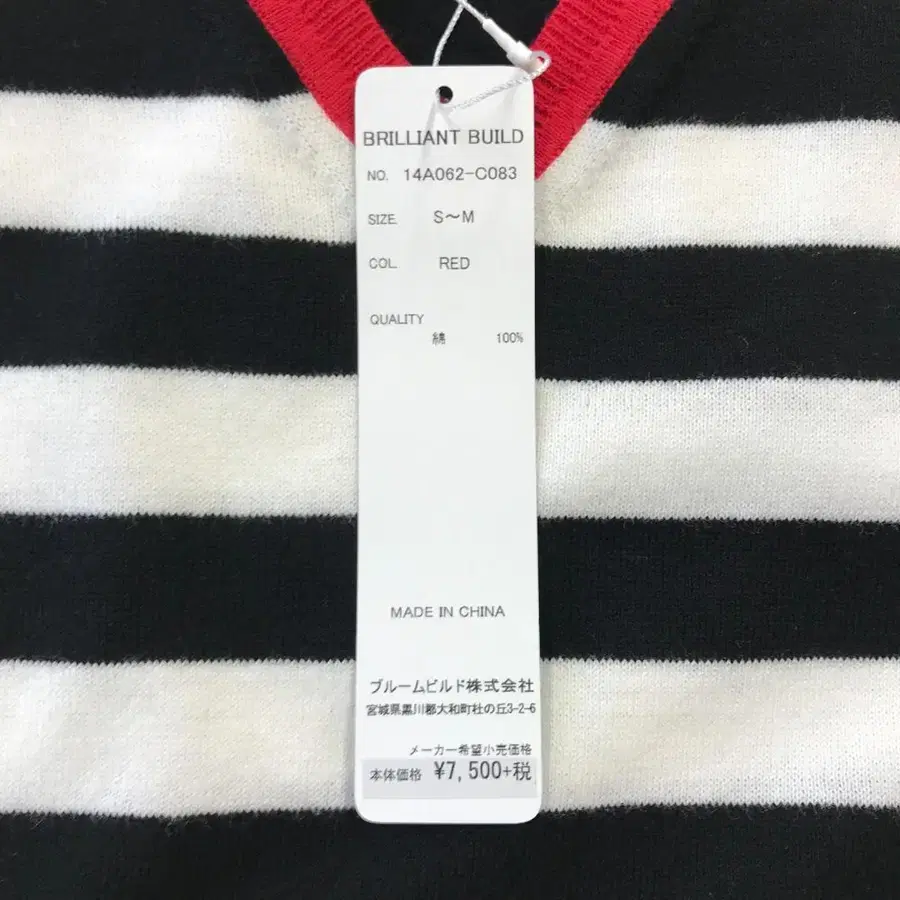 BRILLIANT BUILD
NO. 14A062-C083
SIZE. S～M
COL. RED
QUALITY
綿 100%
MADE IN CHINA
ブルームビルド株式会社
宮城県黒川郡大和町杜の丘3-2-6
メーカー希望小売価格
本体価格 ¥7,500+税